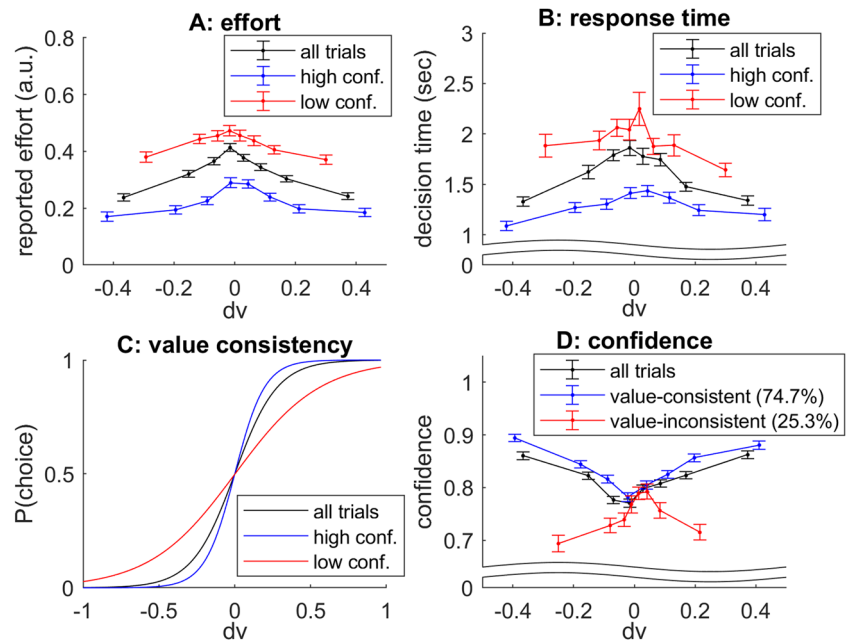 A: effort
0.8
0.6
0.4
0.2
0
reported effort (a.u.)
all trials
high conf.
low conf.
-0.4 -0.2 0 0.2 0.4
dv
B: response time
3
2.5
2
1.5
1
0
decision time (sec)
all trials
high conf.
low conf.
-0.4 -0.2 0 0.2 0.4
dv
C: value consistency
1
0.5
0
P(choice)
all trials
high conf.
low conf.
-1 -0.5 0 0.5 1
dv
D: confidence
1
0.9
0.8
0.7
0
confidence
all trials
value-consistent (74.7%)
value-inconsistent (25.3%)
-0.4 -0.2 0 0.2 0.4
dv